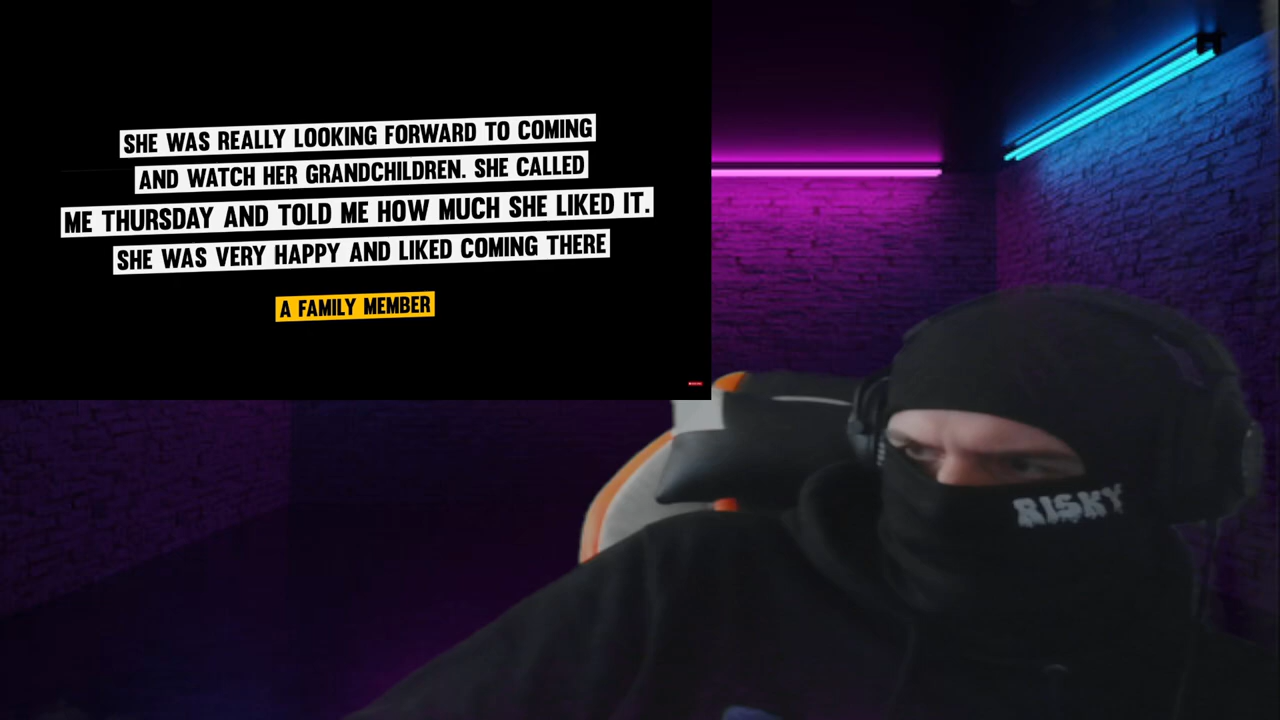 SHE WAS REALLY LOOKING FORWARD TO COMING
AND WATCH HER GRANDCHILDREN. SHE CALLED
ME THURSDAY AND TOLD ME HOW MUCH SHE LIKED IT.
SHE WAS VERY HAPPY AND LIKED COMING THERE
A FAMILY MEMBER
RISKY